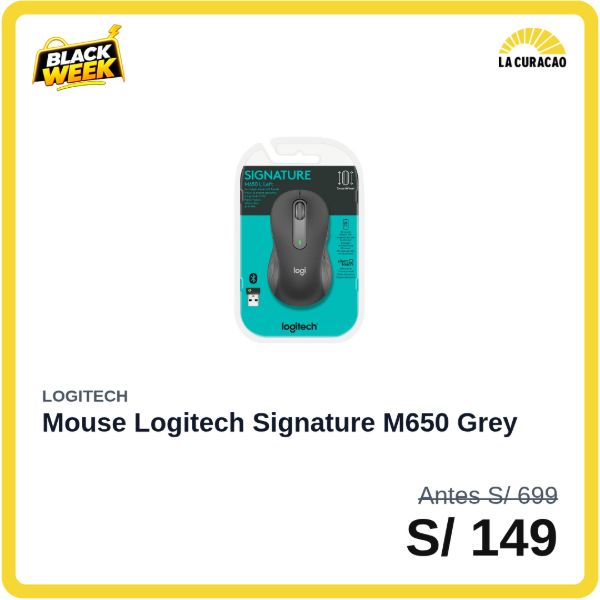 BLACK
WEEK
LA CURACAO
SIGNATURE
M650 L Left
logi
logitech
LOGITECH
Mouse Logitech Signature M650 Grey
Antes S/ 699
S/ 149